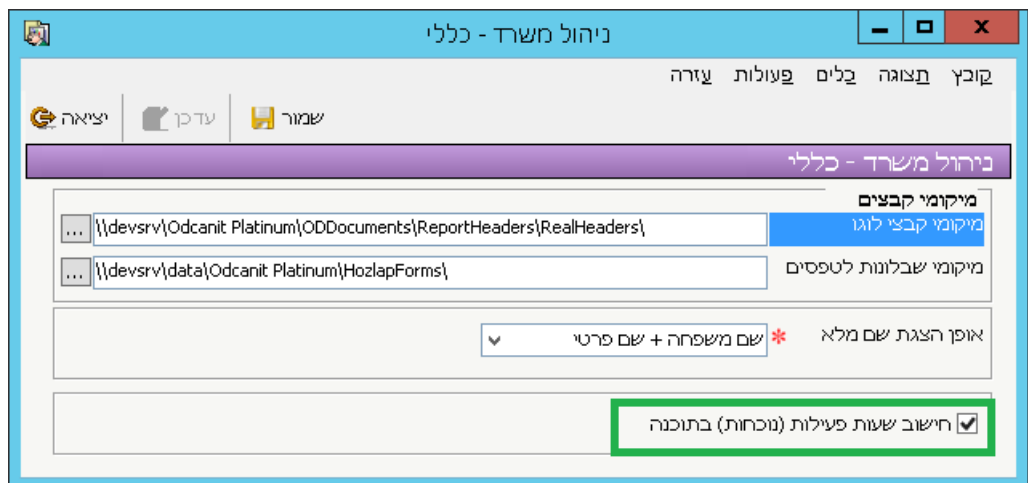 ניהול משרד - כללי
קובץ תצוגה כלים פעולות עזרה
שמור עדכן יציאה
ניהול משרד - כללי
מיקומי קבצים
מיקומי קבצי לוגו \\devsrv\Odcanit Platinum\ODDocuments\ReportHeaders\RealHeaders\ ...
מיקומי שבלונות לטפסים \\devsrv\data\Odcanit Platinum\HozlapForms\ ...
אופן הצגת שם מלא * שם משפחה + שם פרטי
חישוב שעות פעילות (נוכחות) בתוכנה